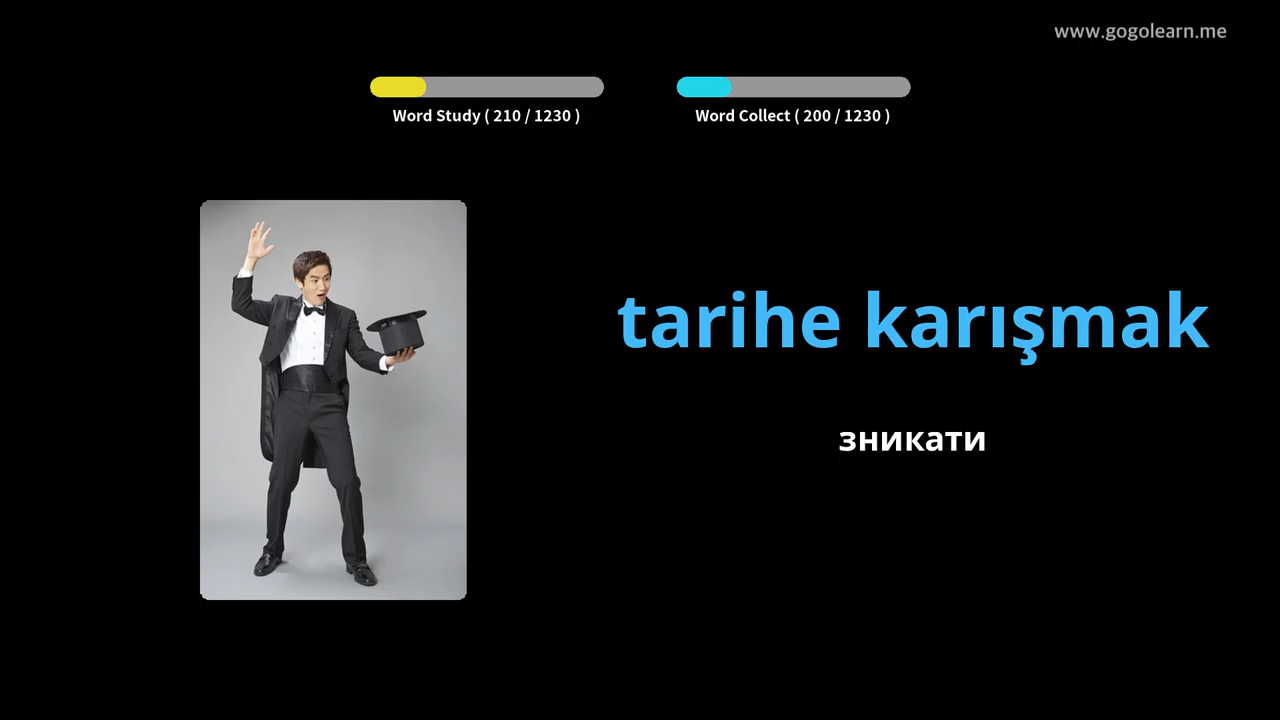 www.gogolearn.me
Word Study ( 210 / 1230 )
Word Collect ( 200 / 1230 )
tarihe karışmak
зникати